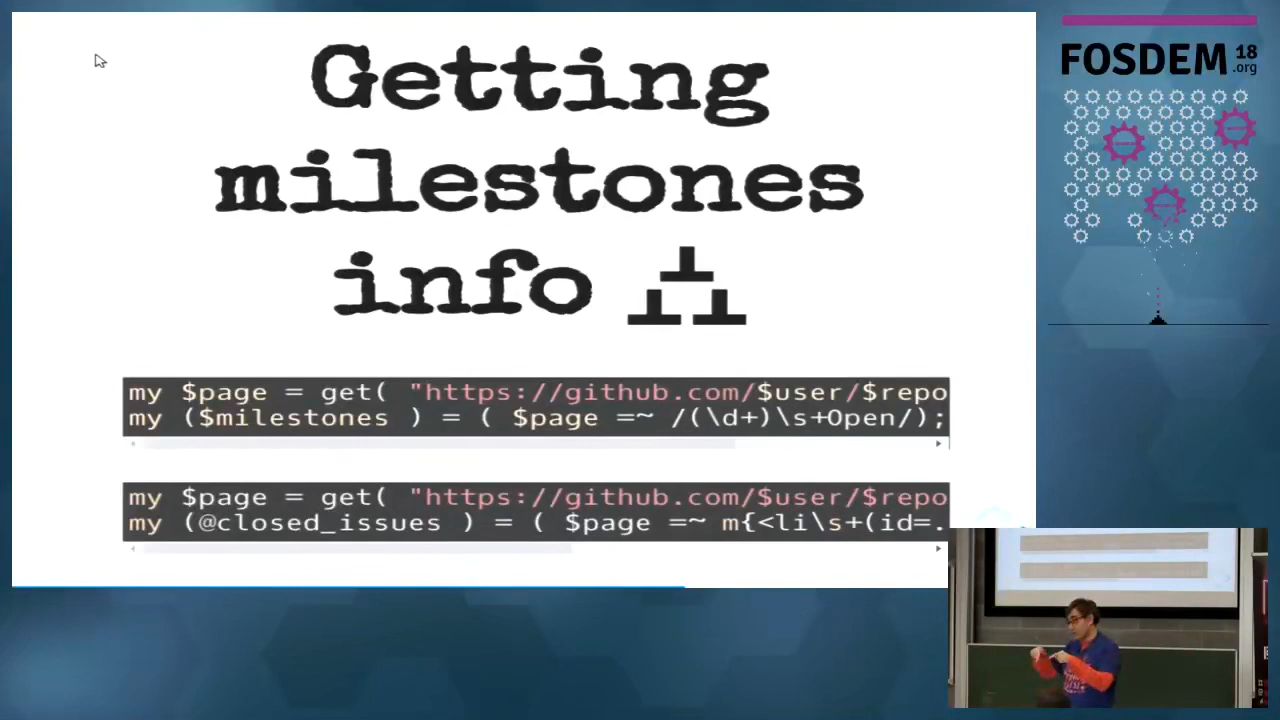 Getting
milestones
info
my $page = get( "https://github.com/$user/$repo
my ($milestones ) = ( $page =~ /(\d+)\s+Open/);
my $page = get( "https://github.com/$user/$repo
my (@closed_issues ) = ( $page =~ m{<li\s+(id=.
FOSDEM 18
.org